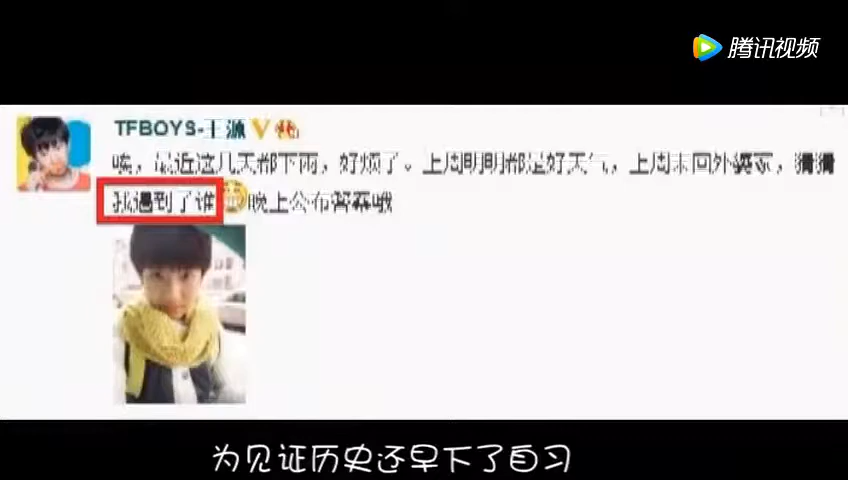 腾讯视频
TFBOYS-王源
唉，最近这几天都下雨，好烦了。上周明明都是好天气，上周末回外婆家，猜猜
我遇到了谁 晚上公布答案哦
为见证历史还早下了自习